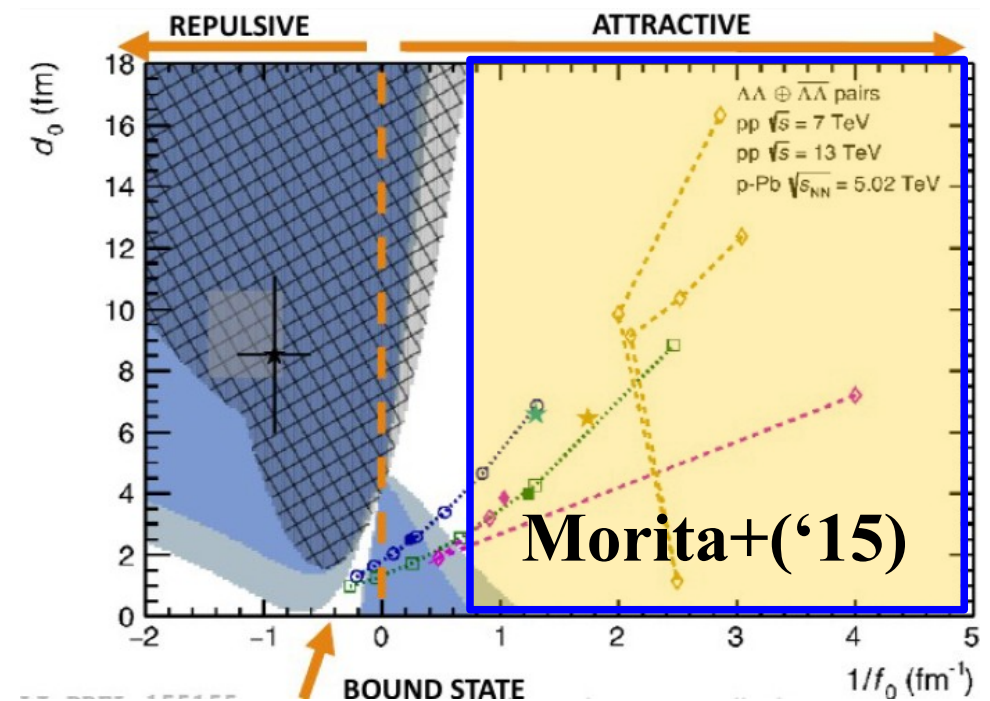 REPULSIVE
ATTRACTIVE
d0 (fm)
18
16
14
12
10
8
6
4
2
0
ΛΛ ⊕ Λ̅Λ̅ pairs
pp √s = 7 TeV
pp √s = 13 TeV
p-Pb √sNN = 5.02 TeV
Morita+(‘15)
−2
−1
0
1
2
3
4
5
1/f0 (fm-1)
BOUND STATE